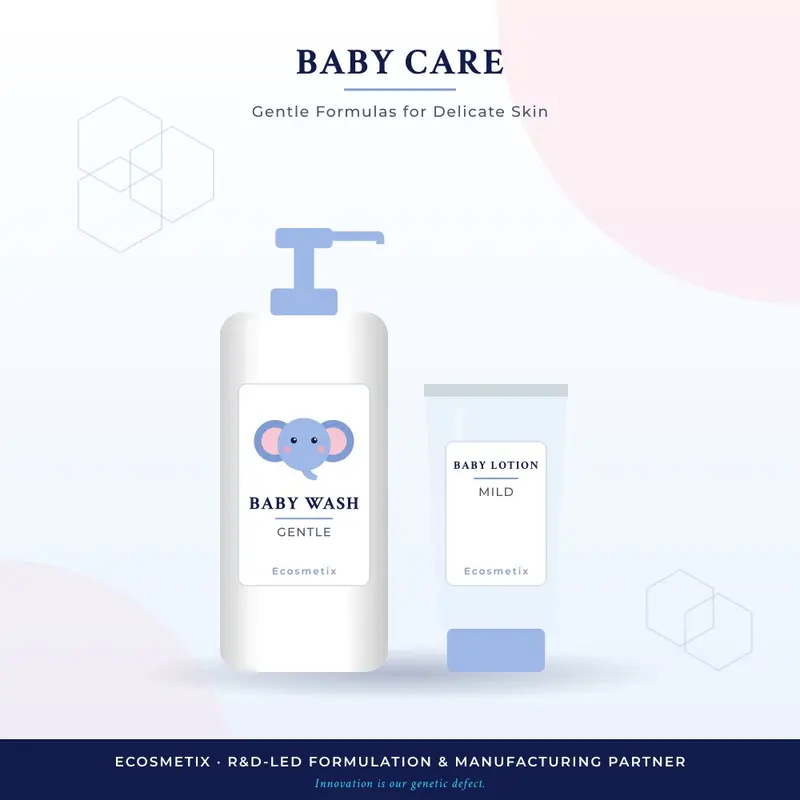 BABY CARE
Gentle Formulas for Delicate Skin
BABY WASH
GENTLE
Ecosmetix
BABY LOTION
MILD
Ecosmetix
ECOSMETIX · R&D-LED FORMULATION & MANUFACTURING PARTNER
Innovation is our genetic defect.